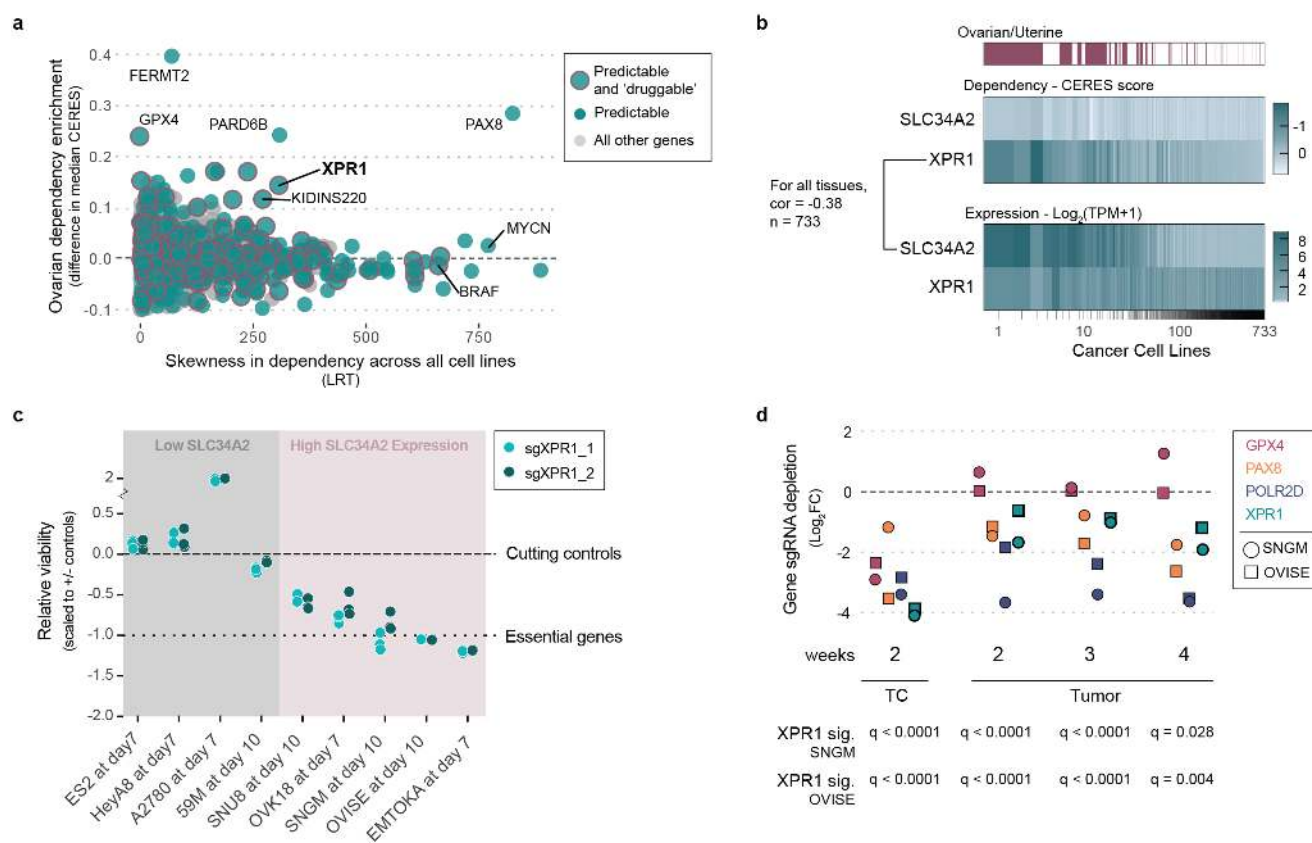 a
Ovarian dependency enrichment
(difference in median CERES)
0.4
0.3
0.2
0.1
0.0
-0.1
FERMT2
GPX4
PARD6B
PAX8
XPR1
KIDINS220
MYCN
BRAF
0
250
500
750
Skewness in dependency across all cell lines
(LRT)
Predictable
and 'druggable'
Predictable
All other genes
b
Ovarian/Uterine
Dependency - CERES score
SLC34A2
XPR1
-1
0
For all tissues,
cor = -0.38
n = 733
Expression - Log2(TPM+1)
SLC34A2
XPR1
8
6
4
2
1
10
100
733
Cancer Cell Lines
c
Low SLC34A2
High SLC34A2 Expression
sgXPR1_1
sgXPR1_2
Relative viability
(scaled to +/- controls)
2
0.5
0.0
-0.5
-1.0
-1.5
-2.0
Cutting controls
Essential genes
ES2 at day7
HeyA8 at day7
A2780 at day 7
59M at day 10
SNU8 at day 10
OVK18 at day 7
SNGM at day 10
OVISE at day 10
EMTOKA at day 7
d
Gene sgRNA depletion
(Log2FC)
2
0
-2
-4
GPX4
PAX8
POLR2D
XPR1
SNGM
OVISE
weeks 2 2 3 4
TC Tumor
XPR1 sig. q < 0.0001 q < 0.0001 q < 0.0001 q = 0.028
SNGM
XPR1 sig. q < 0.0001 q < 0.0001 q < 0.0001 q = 0.004
OVISE